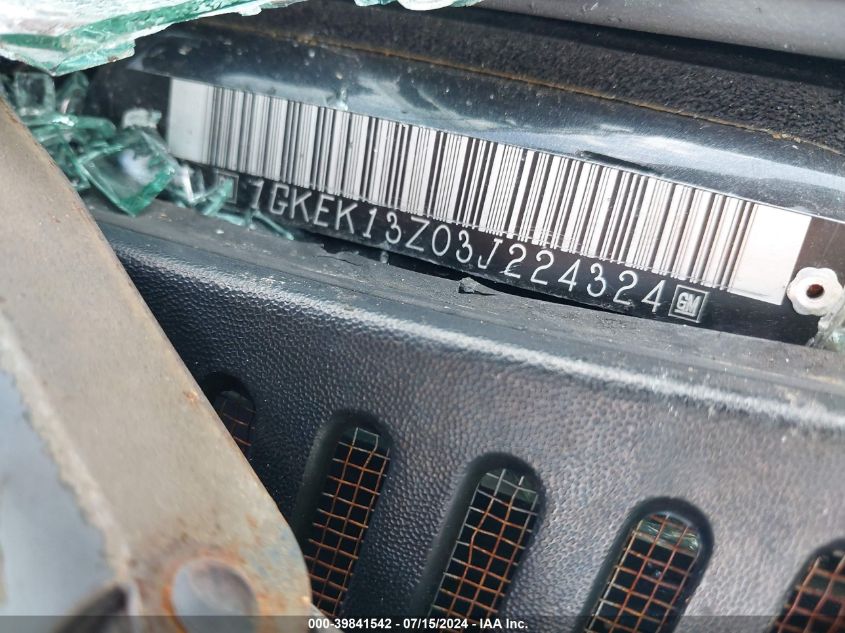 1GKEK13Z03J224324 GM
000-39841542 / 07/15/2024 - IAA Inc.